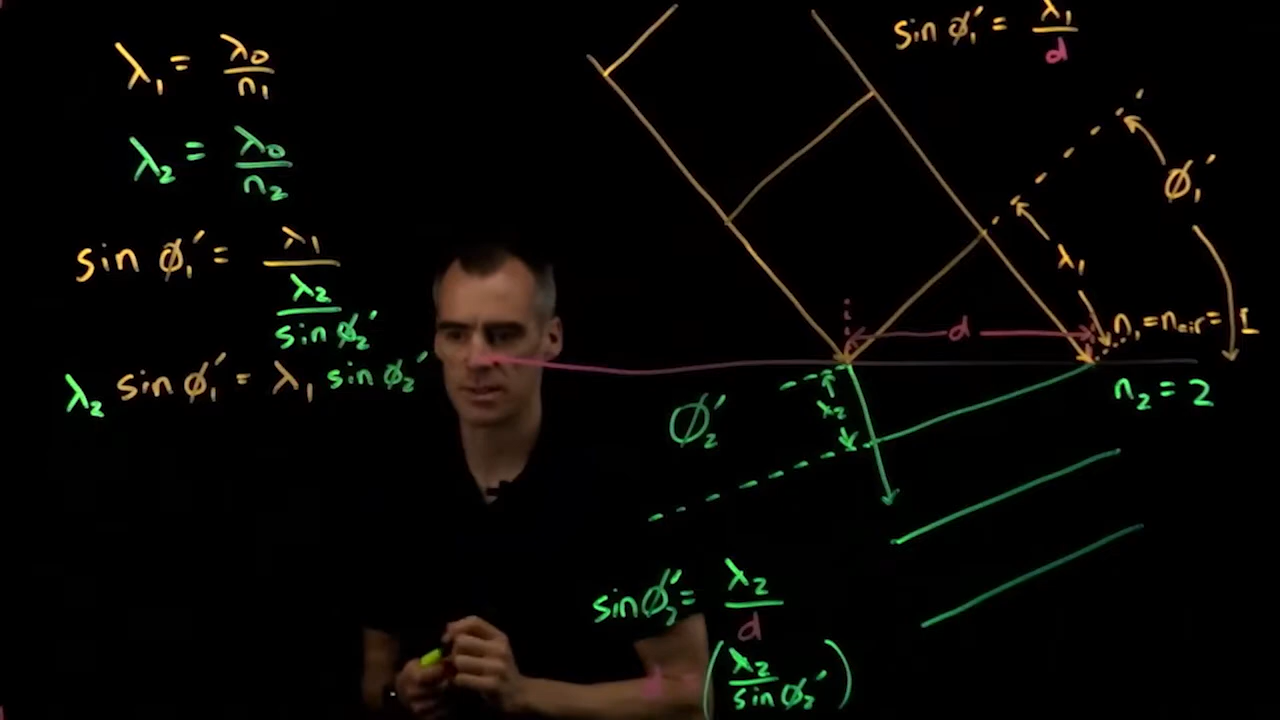 λ₁ = λ₀/n₁
λ₂ = λ₀/n₂
sin ϕ₁′ = λ₁/(λ₂/sin ϕ₂′)
λ₂ sin ϕ₁′ = λ₁ sin ϕ₂′
sin ϕ₁′ = λ₁/d
ϕ₁′
λ₁
d
n₁ = nₐᵢᵣ = 1
n₂ = 2
λ₂
ϕ₂′
sin ϕ₂′ = λ₂/d
d
(λ₂/sin ϕ₂′)